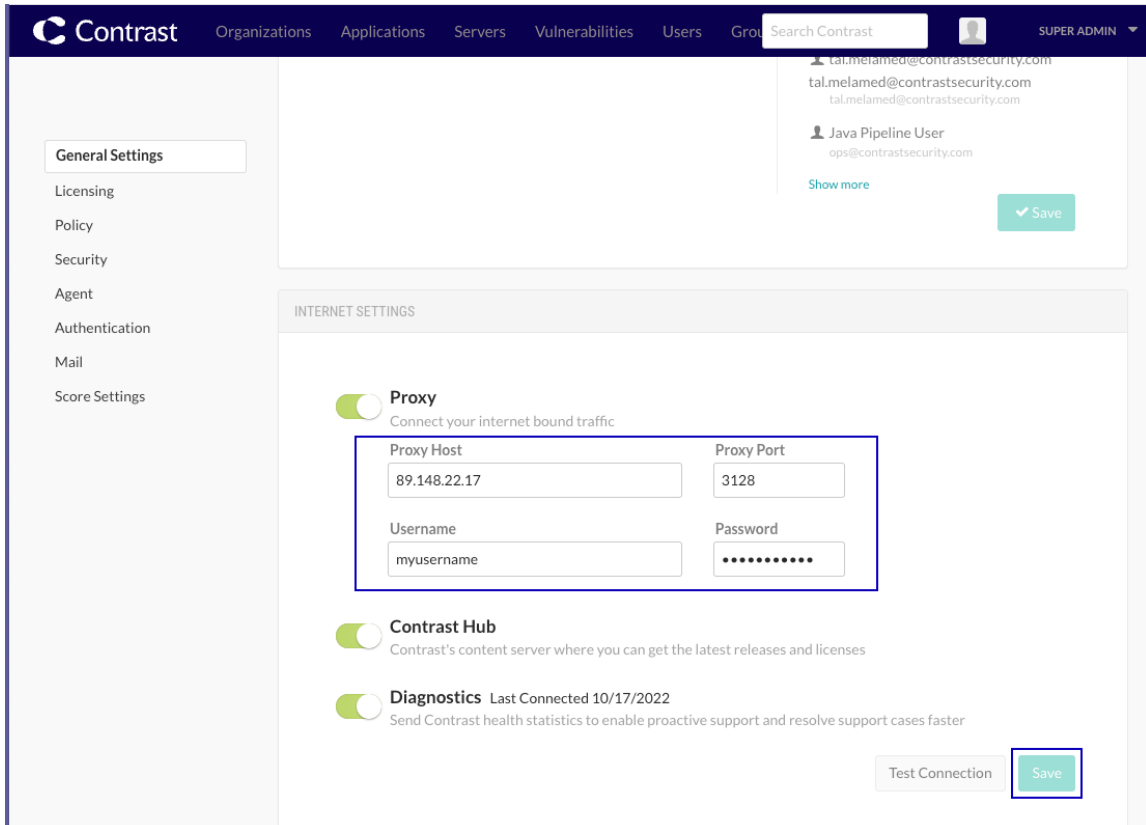 Contrast
Organizations Applications Servers Vulnerabilities Users Grou Search Contrast SUPER ADMIN
tal.melamed@contrastsecurity.com
tal.melamed@contrastsecurity.com
tal.melamed@contrastsecurity.com
Java Pipeline User
ops@contrastsecurity.com
Show more
Save
General Settings
Licensing
Policy
Security
Agent
Authentication
Mail
Score Settings
INTERNET SETTINGS
Proxy
Connect your internet bound traffic
Proxy Host Proxy Port
89.148.22.17 3128
Username Password
myusername •••••••••••
Contrast Hub
Contrast's content server where you can get the latest releases and licenses
Diagnostics Last Connected 10/17/2022
Send Contrast health statistics to enable proactive support and resolve support cases faster
Test Connection Save